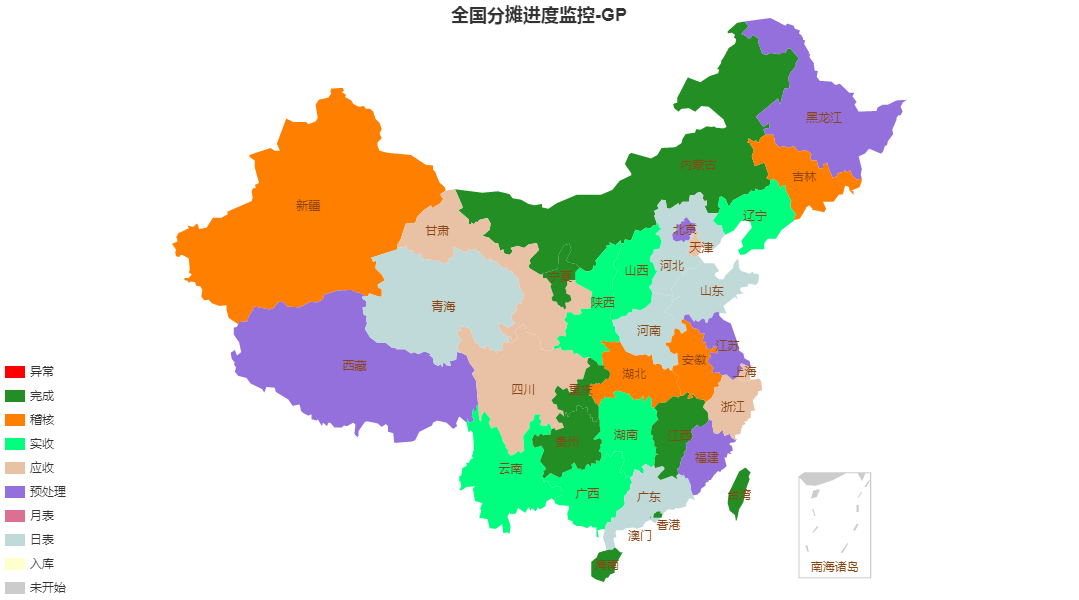 全国分摊进度监控-GP
黑龙江
内蒙古
吉林
新疆
辽宁
甘肃
北京
天津
河北
山西
宁夏
山东
陕西
青海
河南
江苏
安徽
西藏
上海
湖北
重庆
四川
浙江
湖南
江西
贵州
福建
云南
广西
广东
台湾
香港
澳门
海南
南海诸岛
异常
完成
稽核
实收
应收
预处理
月表
日表
入库
未开始